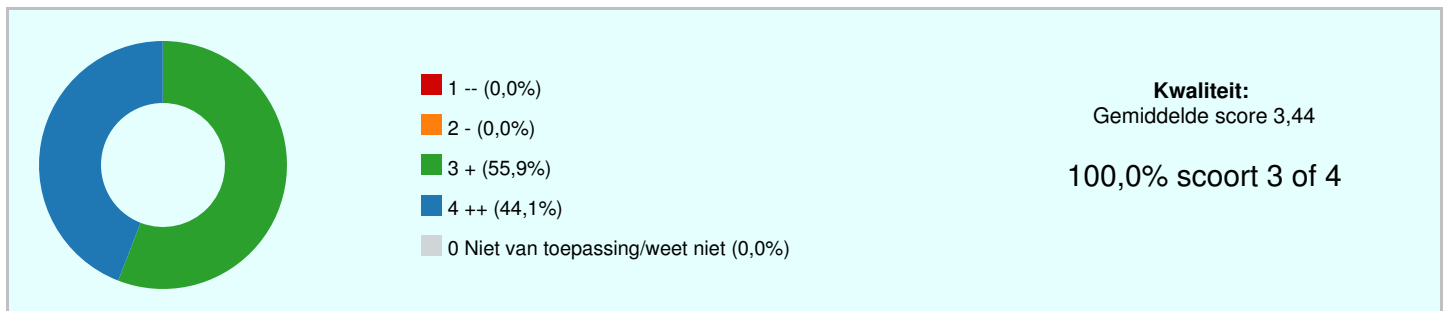 1 -- (0,0%)
2 - (0,0%)
3 + (55,9%)
4 ++ (44,1%)
0 Niet van toepassing/weet niet (0,0%)
Kwaliteit:
Gemiddelde score 3,44
100,0% scoort 3 of 4